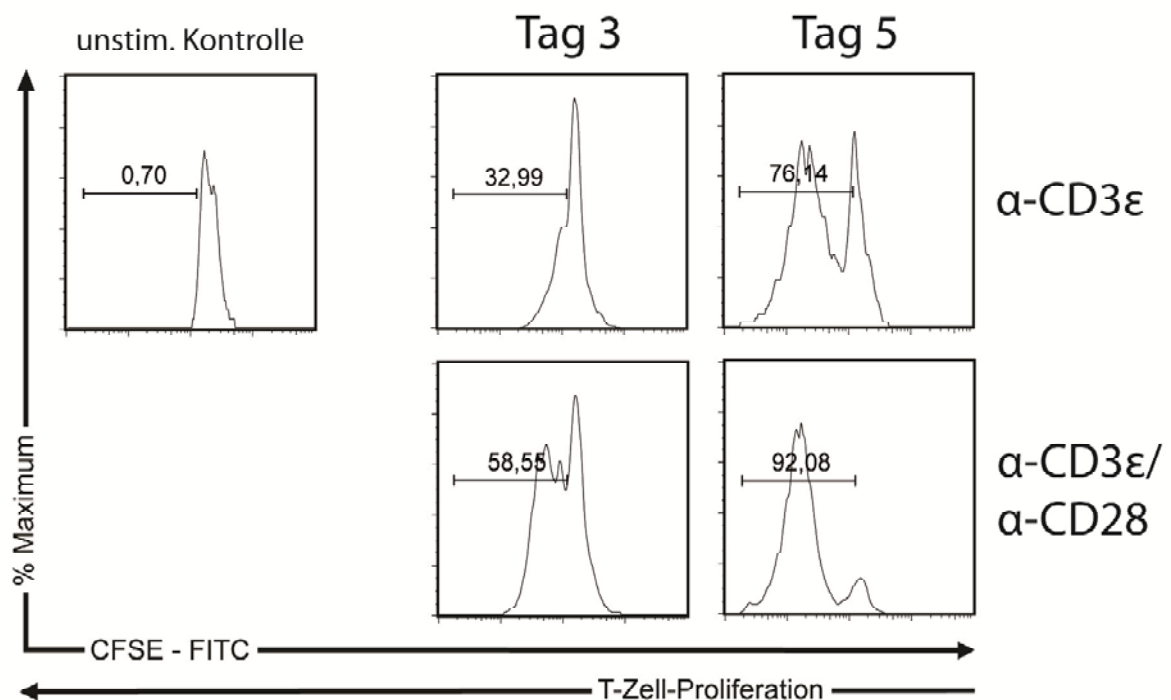 unstim. Kontrolle
Tag 3
Tag 5
0,70
32,99
76,14
α-CD3ε
58,55
92,08
α-CD3ε/
α-CD28
% Maximum
CFSE - FITC
T-Zell-Proliferation